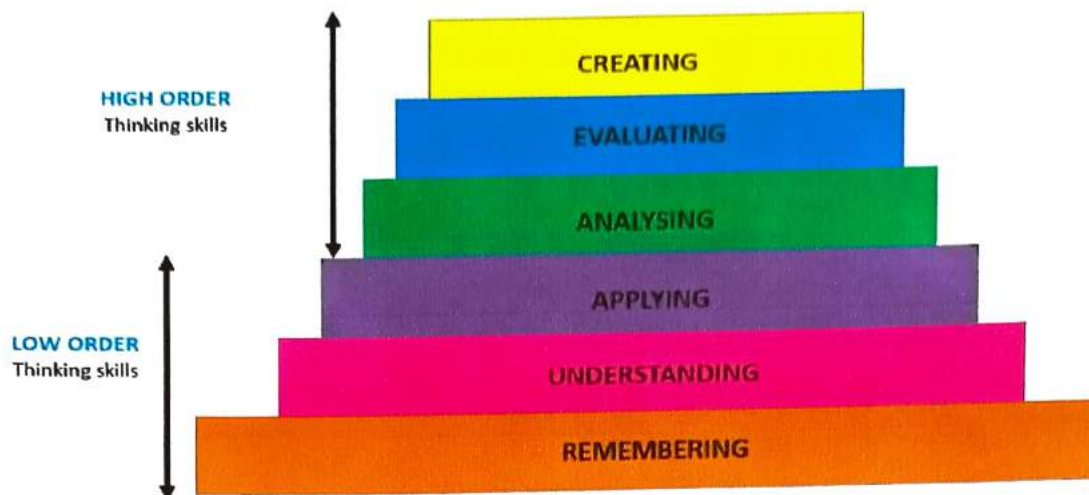 CREATING
HIGH ORDER
Thinking skills
EVALUATING
ANALYSING
APPLYING
LOW ORDER
Thinking skills
UNDERSTANDING
REMEMBERING